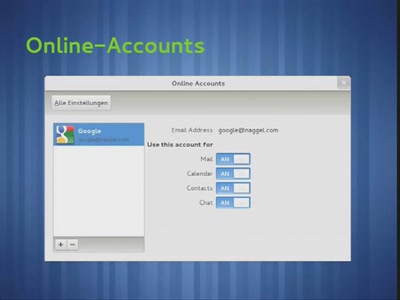 Online-Accounts
Online Accounts
Alle Einstellungen
Google
google@naggel.com
Email Address google@naggel.com
Use this account for
Mail AN
Calendar AN
Contacts AN
Chat AN